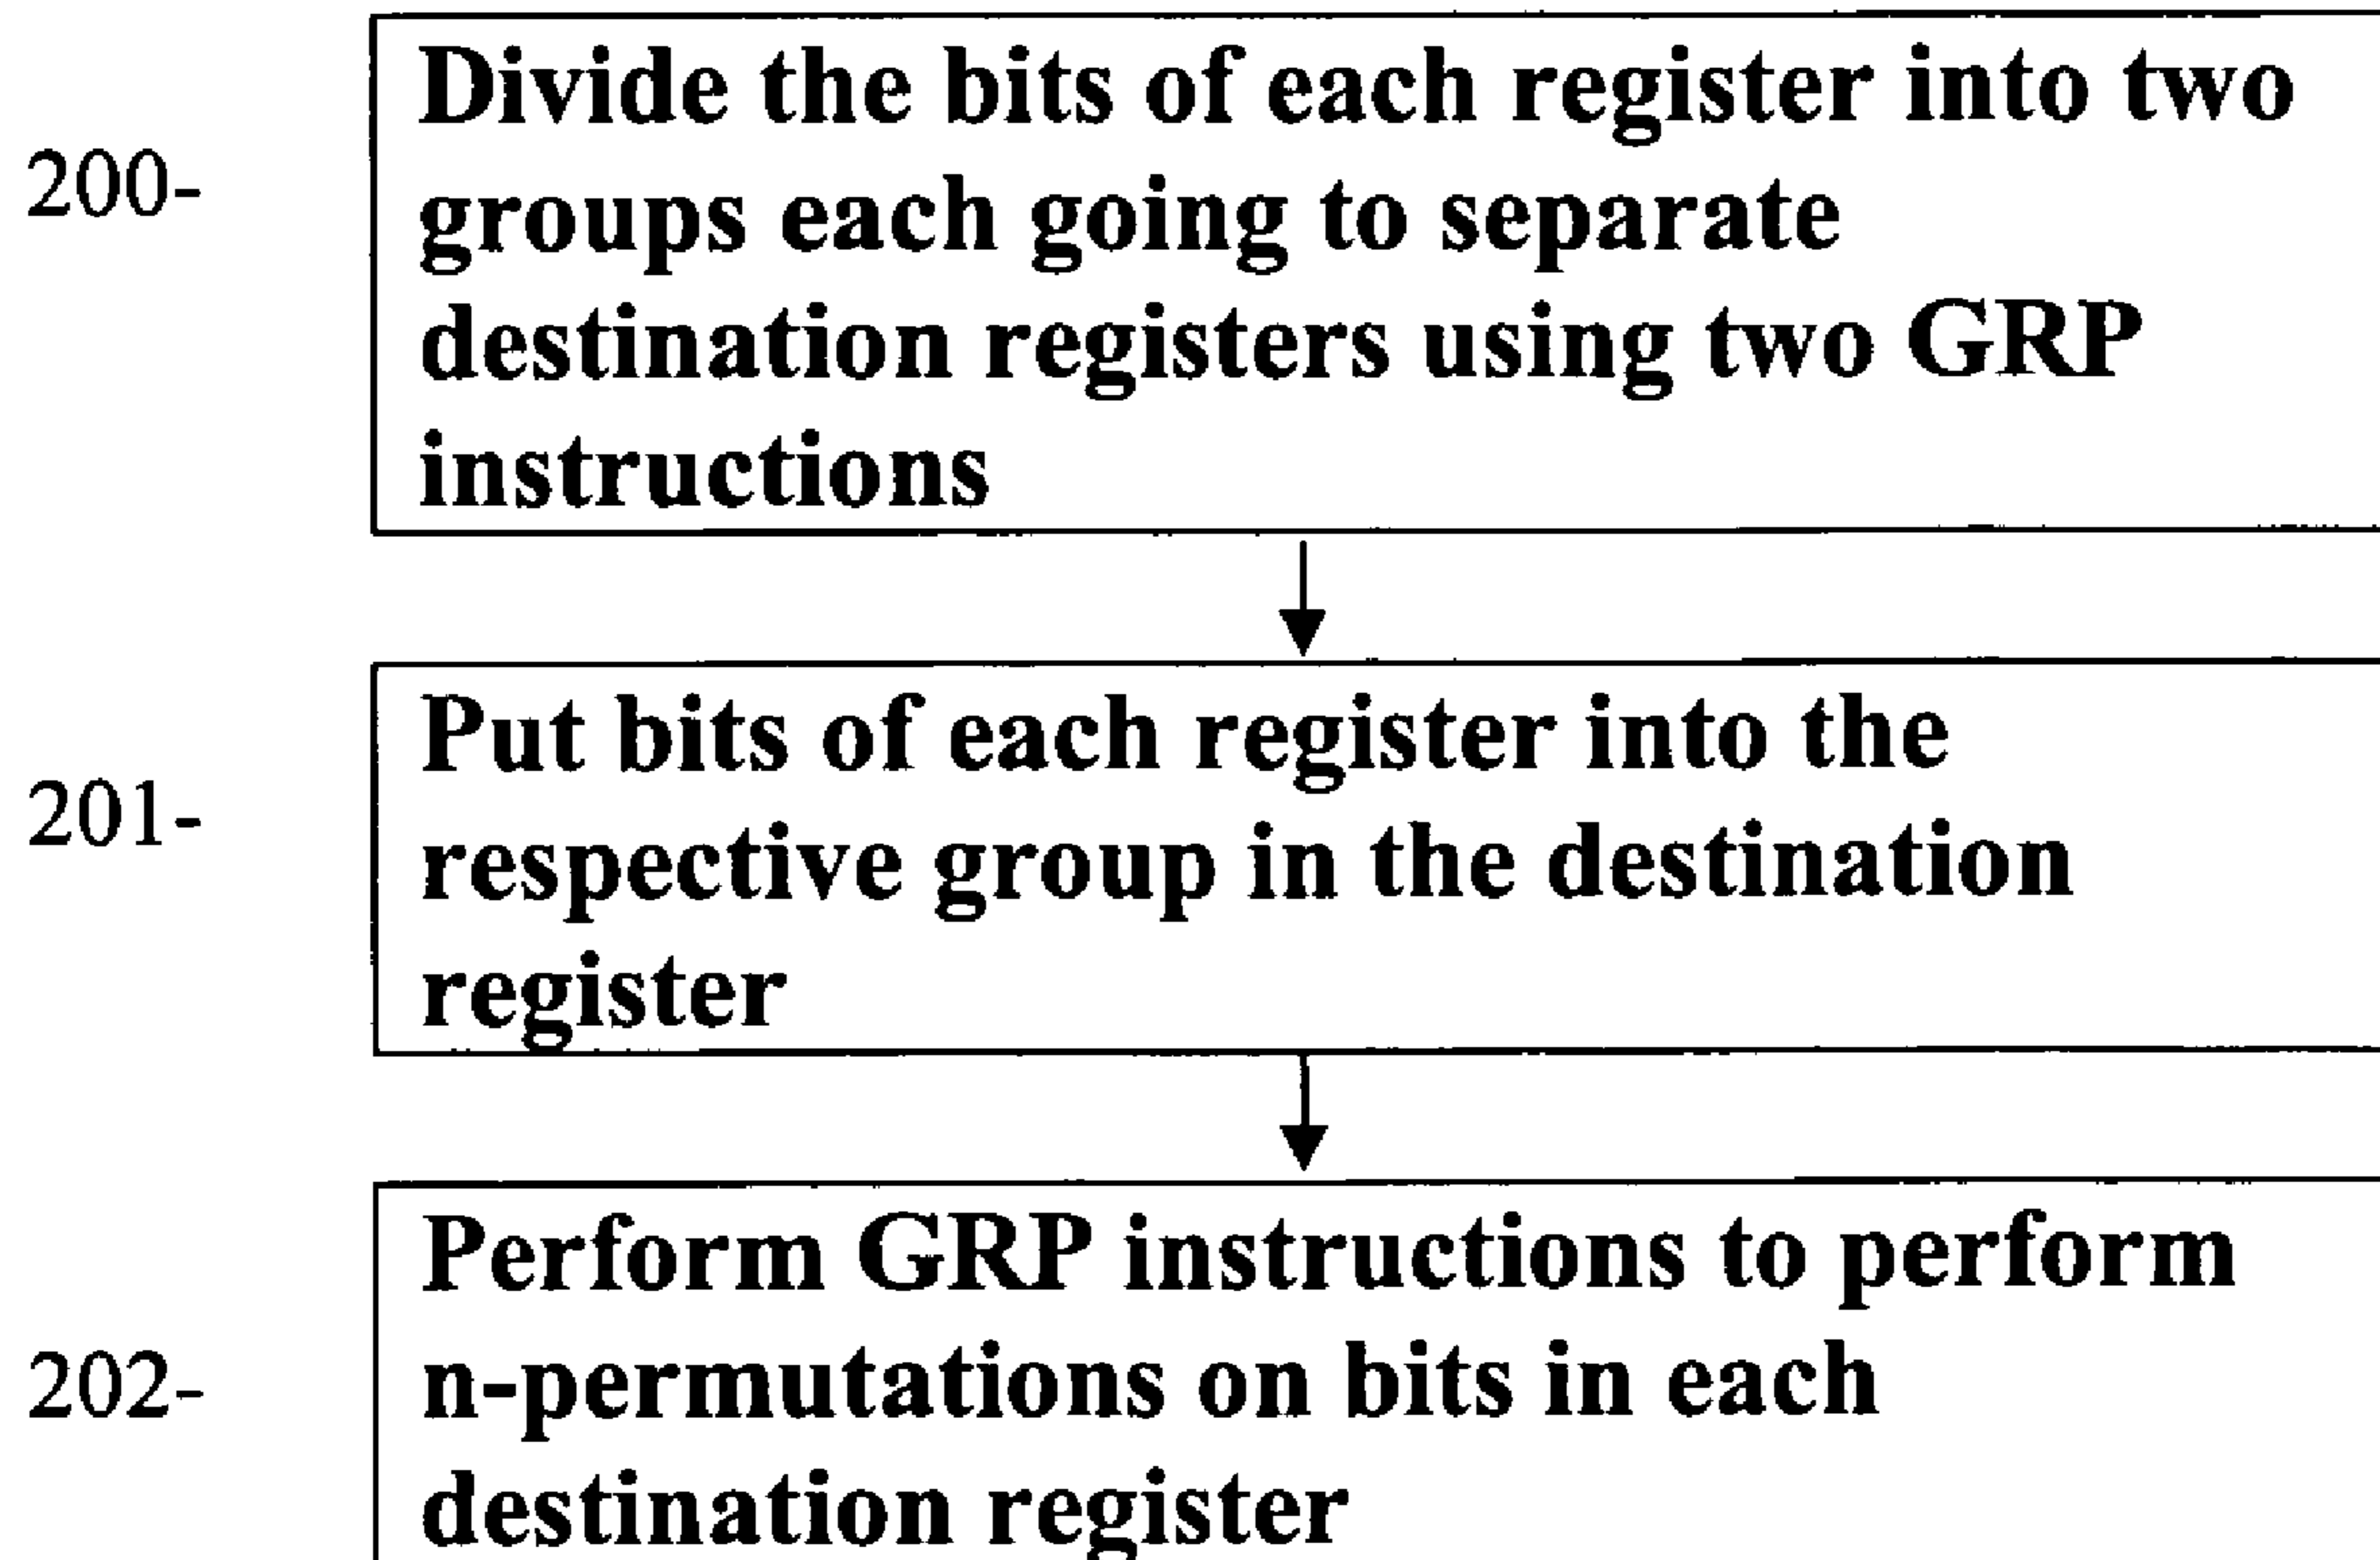 Divide the bits of each register into two
200-
groups each going to separate
destination registers using two GRP
instructions
Put bits of each register into the
201-
respective group in the destination
register
Perform GRP instructions to perform
202-
n-permutations on bits in each
destination register